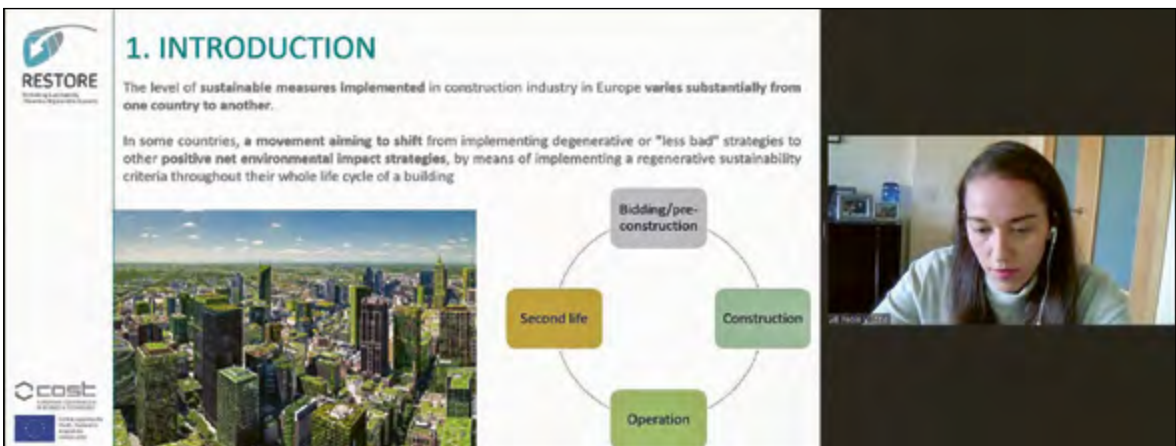 RESTORE
1. INTRODUCTION
The level of sustainable measures implemented in construction industry in Europe varies substantially from
one country to another.
In some countries, a movement aiming to shift from implementing degenerative or "less bad" strategies to
other positive net environmental impact strategies, by means of implementing a regenerative sustainability
criteria throughout their whole life cycle of a building
Bidding/pre-
construction
Second life
Construction
Operation
cost